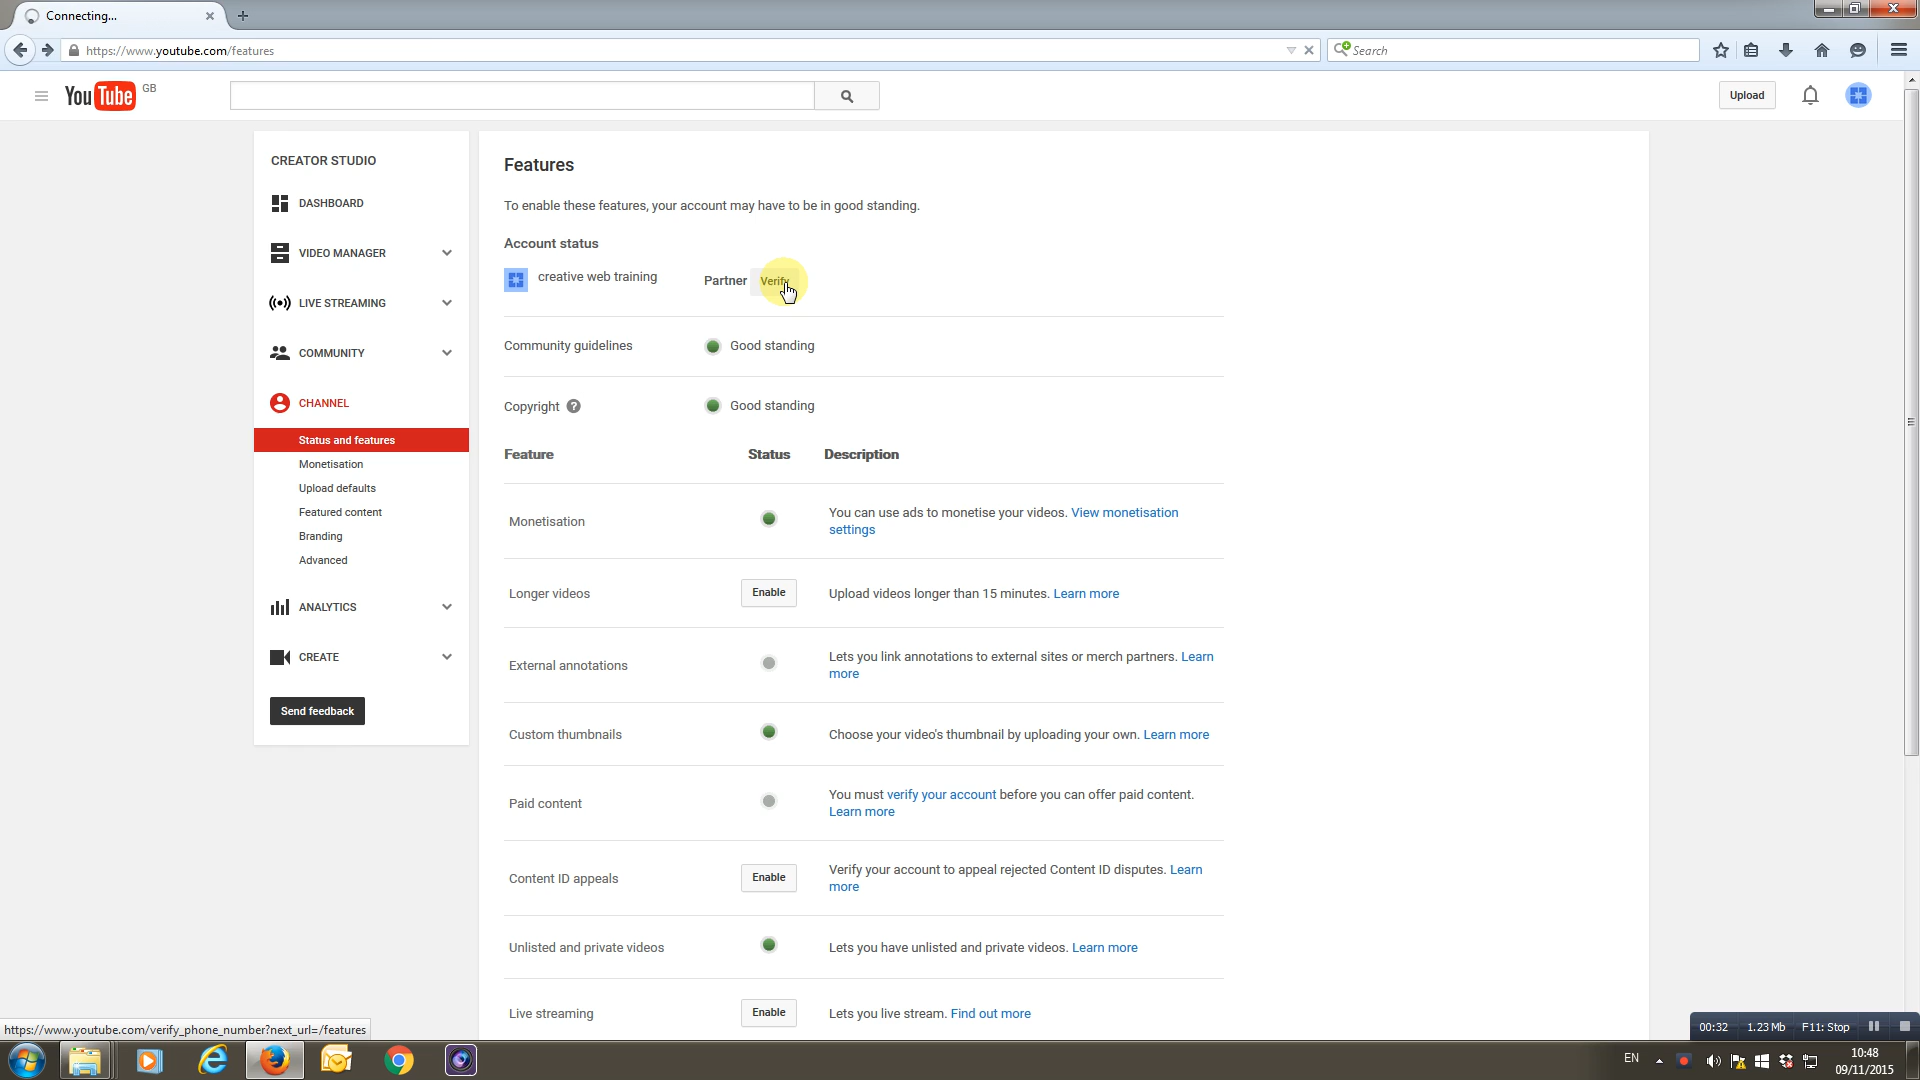 Connecting...
https://www.youtube.com/features
Search
YouTube GB
Upload
CREATOR STUDIO
DASHBOARD
VIDEO MANAGER
LIVE STREAMING
COMMUNITY
CHANNEL
Status and features
Monetisation
Upload defaults
Featured content
Branding
Advanced
ANALYTICS
CREATE
Send feedback
Features
To enable these features, your account may have to be in good standing.
Account status
creative web training Partner Verify
Community guidelines Good standing
Copyright ? Good standing
Feature Status Description
Monetisation You can use ads to monetise your videos. View monetisation
settings
Longer videos Enable Upload videos longer than 15 minutes. Learn more
External annotations Lets you link annotations to external sites or merch partners. Learn
more
Custom thumbnails Choose your video's thumbnail by uploading your own. Learn more
Paid content You must verify your account before you can offer paid content.
Learn more
Content ID appeals Enable Verify your account to appeal rejected Content ID disputes. Learn
more
Unlisted and private videos Lets you have unlisted and private videos. Learn more
Live streaming Enable Lets you live stream. Find out more
https://www.youtube.com/verify_phone_number?next_url=/features
00:32 1.23 Mb F11: Stop
EN
10:48
09/11/2015